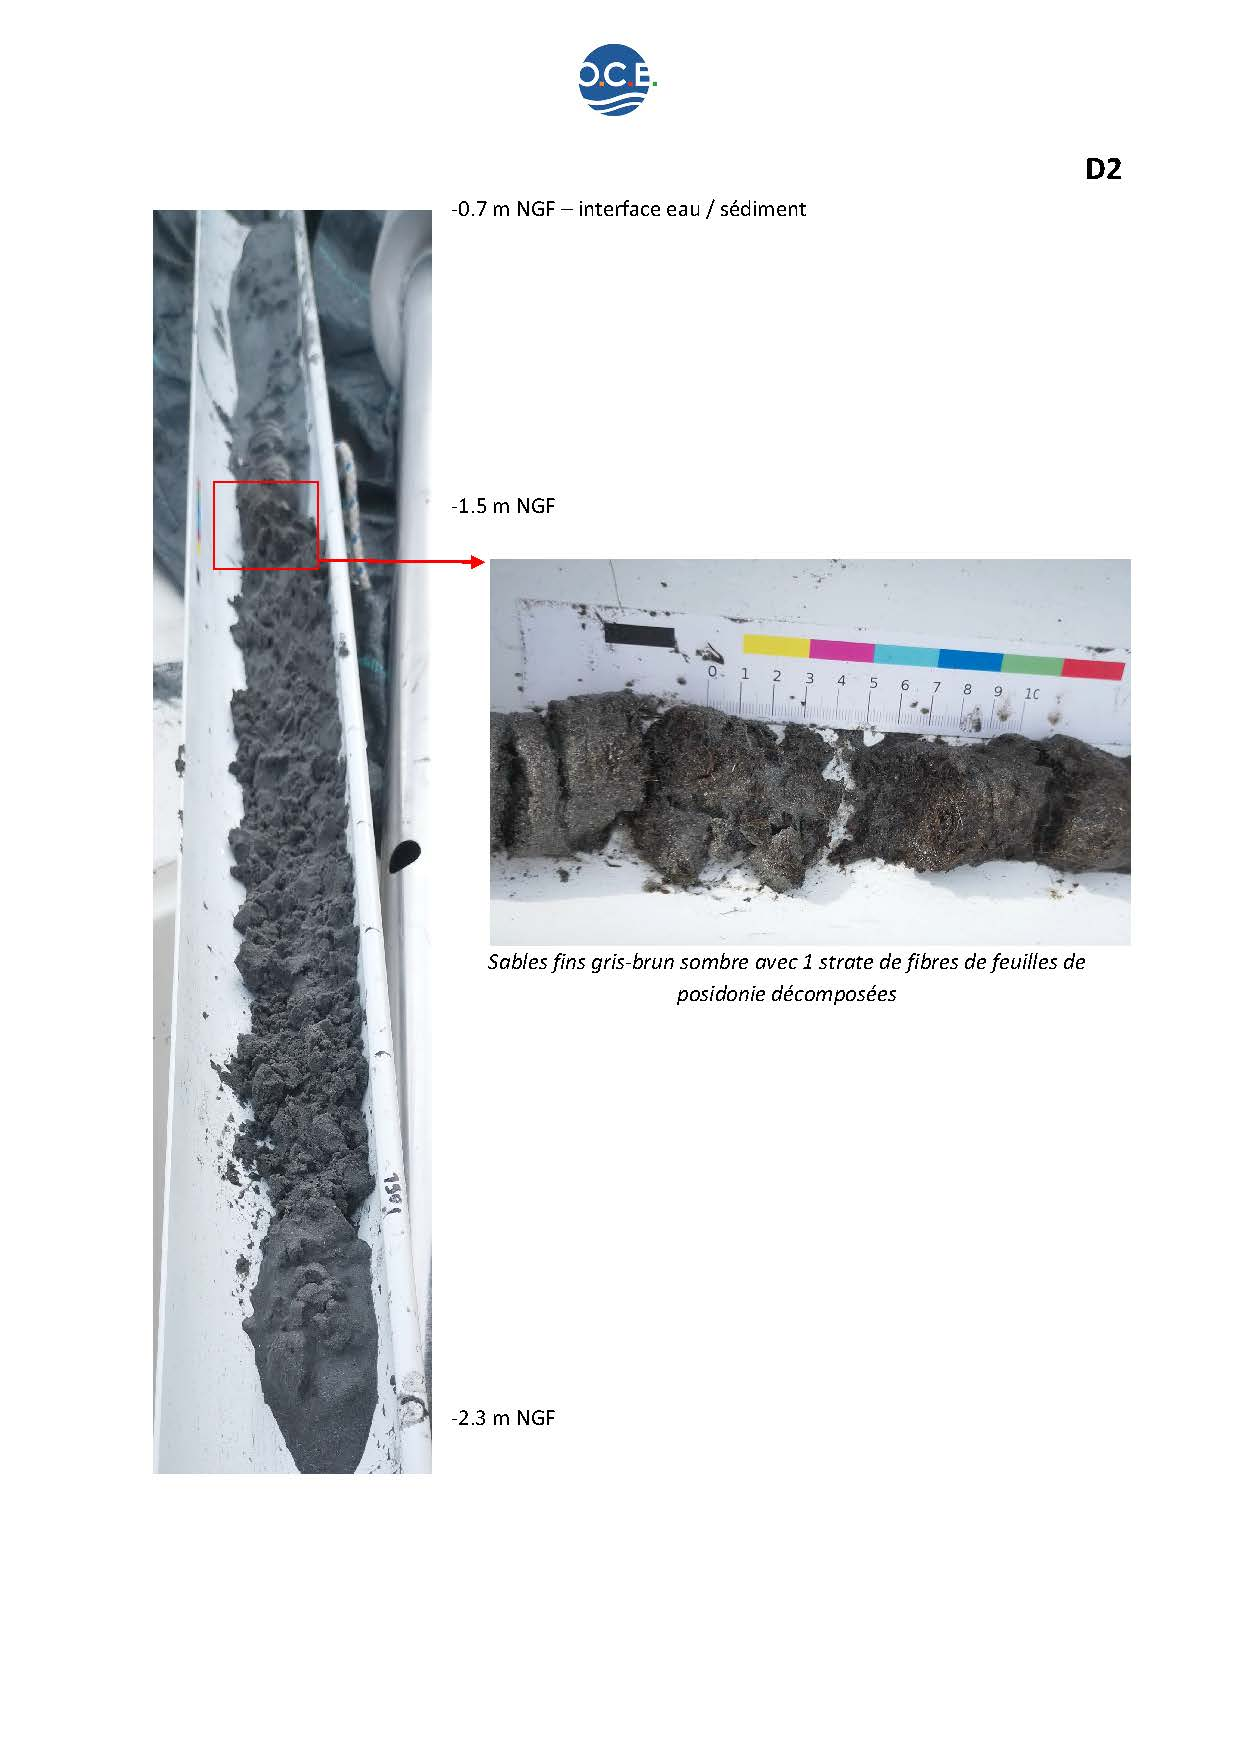 O.C.E.
D2
-0.7 m NGF – interface eau / sédiment
-1.5 m NGF
0 1 2 3 4 5 6 7 8 9 10
Sables fins gris-brun sombre avec 1 strate de fibres de feuilles de
posidonie décomposées
-2.3 m NGF